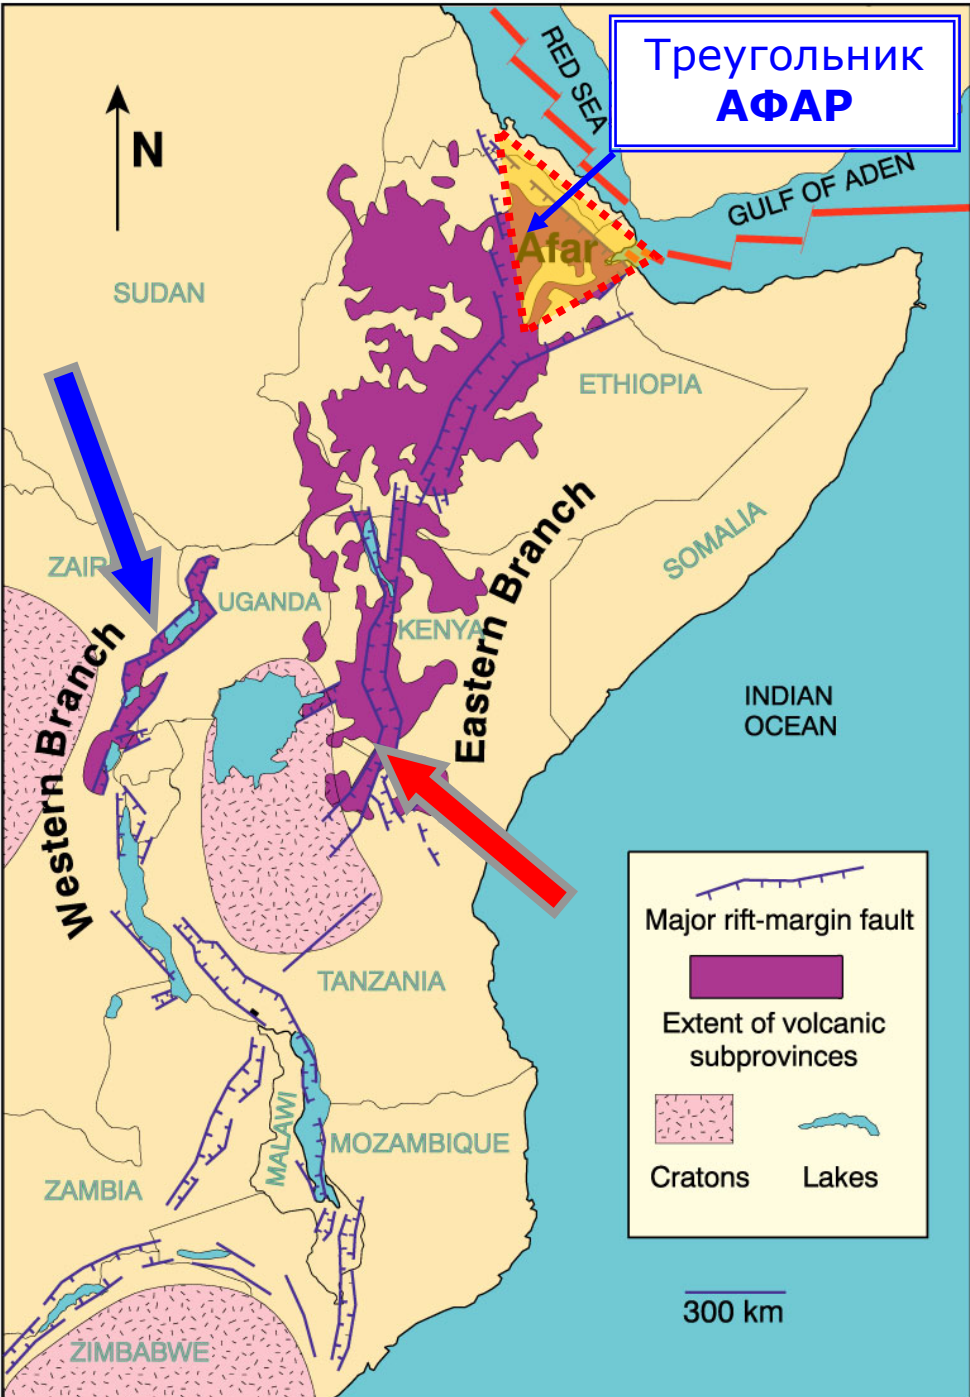 Треугольник
АФАР
RED SEA
N
GULF OF ADEN
Afar
SUDAN
ETHIOPIA
SOMALIA
ZAIR
UGANDA
KENYA
Eastern Branch
Western Branch
INDIAN
OCEAN
TANZANIA
MALAWI
MOZAMBIQUE
ZAMBIA
ZIMBABWE
Major rift-margin fault
Extent of volcanic
subprovinces
Cratons
Lakes
300 km